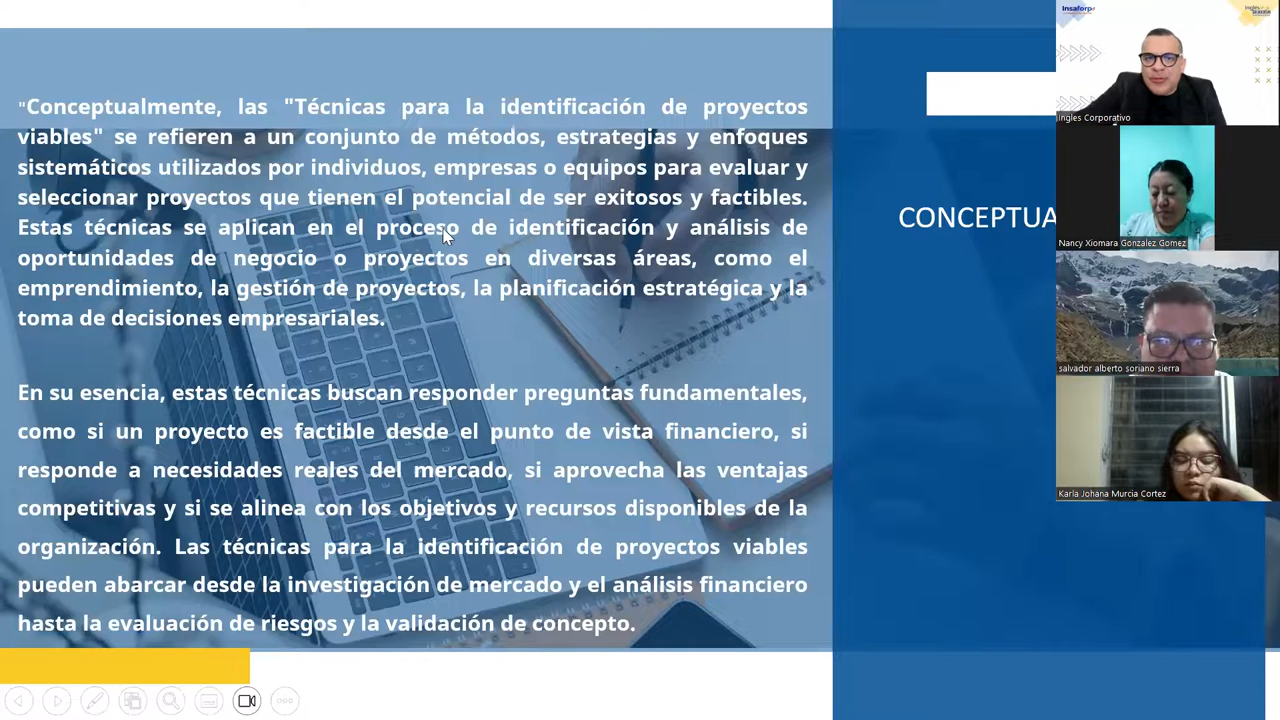 "Conceptualmente, las "Técnicas para la identificación de proyectos
viables" se refieren a un conjunto de métodos, estrategias y enfoques
sistemáticos utilizados por individuos, empresas o equipos para evaluar y
seleccionar proyectos que tienen el potencial de ser exitosos y factibles.
Estas técnicas se aplican en el proceso de identificación y análisis de
oportunidades de negocio o proyectos en diversas áreas, como el
emprendimiento, la gestión de proyectos, la planificación estratégica y la
toma de decisiones empresariales.
En su esencia, estas técnicas buscan responder preguntas fundamentales,
como si un proyecto es factible desde el punto de vista financiero, si
responde a necesidades reales del mercado, si aprovecha las ventajas
competitivas y si se alinea con los objetivos y recursos disponibles de la
organización. Las técnicas para la identificación de proyectos viables
pueden abarcar desde la investigación de mercado y el análisis financiero
hasta la evaluación de riesgos y la validación de concepto.
CONCEPTUA
Insaforp
Ingles Corporativo
Nancy Xiomara Gonzalez Gomez
salvador alberto soriano sierra
Karla Johana Murcia Cortez